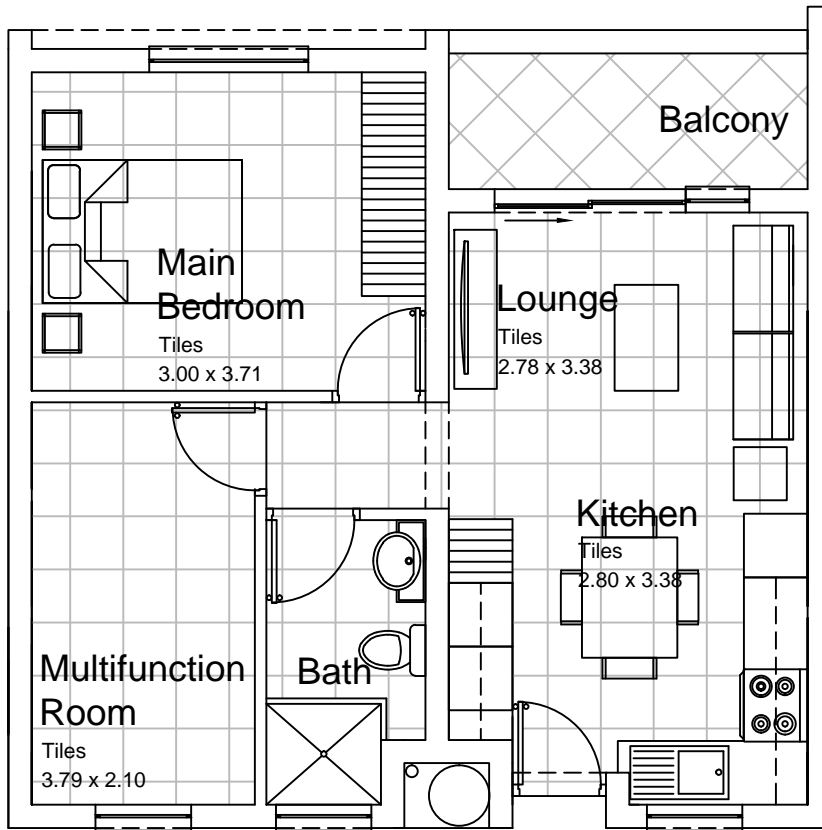 Balcony
Main
Bedroom
Tiles
3.00 x 3.71
Lounge
Tiles
2.78 x 3.38
Kitchen
Tiles
2.80 x 3.38
Multifunction
Room
Tiles
3.79 x 2.10
Bath